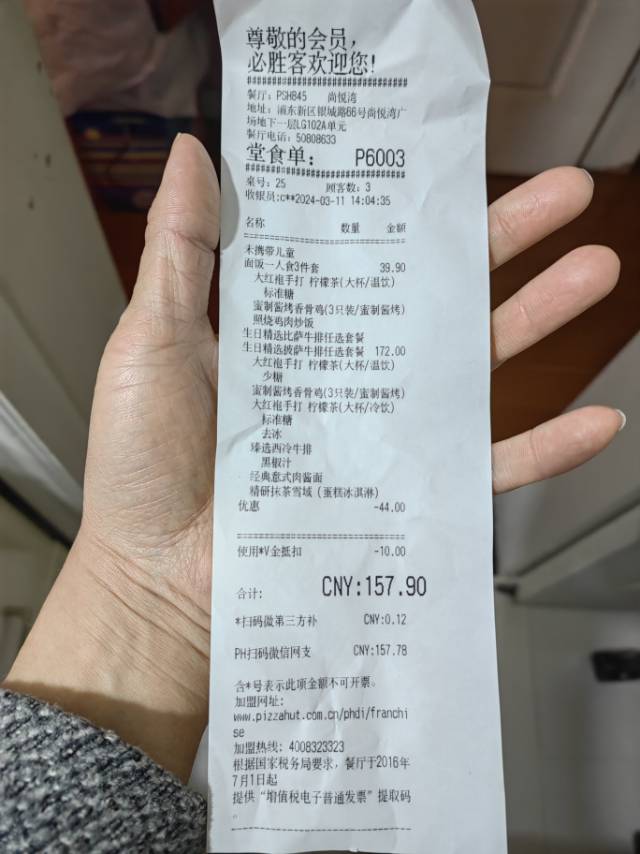 尊敬的会员,
必胜客欢迎您!
################################
餐厅: PSH845 尚悦湾
地址: 浦东新区银城路66号尚悦湾广
场地下一层LG102A单元
餐厅电话: 50808633
堂食单: P6003
################################
桌号: 25 顾客数: 3
收银员:c**2024-03-11 14:04:35
名称 数量 金额
================================
未携带儿童
面饭一人食3件套 39.90
大红袍手打 柠檬茶(大杯/温饮)
标准糖
蜜制酱烤香骨鸡(3只装/蜜制酱烤)
照烧鸡肉炒饭
生日精选比萨牛排任选套餐
生日精选披萨牛排任选套餐 172.00
大红袍手打 柠檬茶(大杯/温饮)
少糖
蜜制酱烤香骨鸡(3只装/蜜制酱烤)
大红袍手打 柠檬茶(大杯/冷饮)
标准糖
去冰
臻选西冷牛排
黑椒汁
经典意式肉酱面
精研抹茶雪域 (蛋糕冰淇淋)
优惠 -44.00
================================
使用*V金抵扣 -10.00
合计: CNY:157.90
*扫码微第三方补 CNY:0.12
PH扫码微信网支 CNY:157.78
含*号表示此项金额不可开票。
加盟网址:
www.pizzahut.com.cn/phdi/franchi
se
加盟热线: 4008323323
根据国家税务局要求, 餐厅于2016年
7月1日起
提供“增值税电子普通发票”提取码
。
--------------------------------